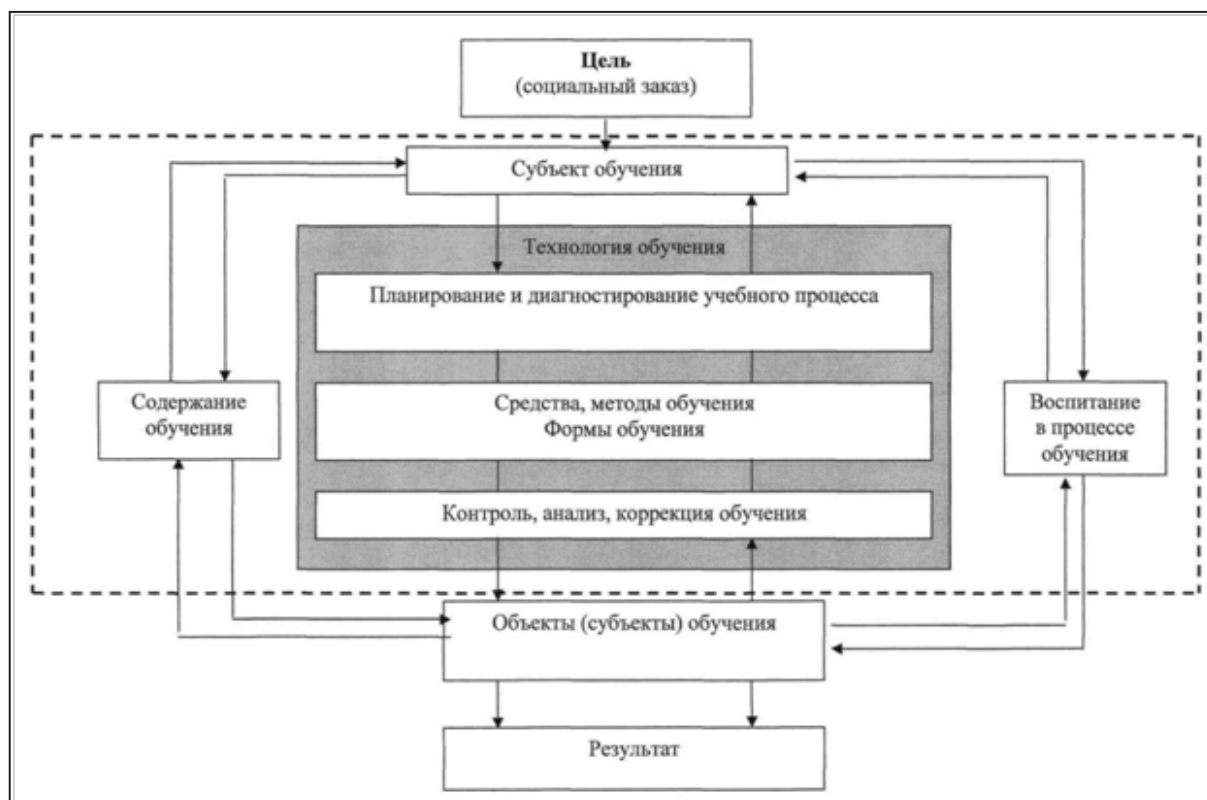 Цель
(социальный заказ)
Субъект обучения
Технология обучения
Планирование и диагностирование учебного процесса
Содержание
обучения
Средства, методы обучения
Формы обучения
Воспитание
в процессе
обучения
Контроль, анализ, коррекция обучения
Объекты (субъекты) обучения
Результат